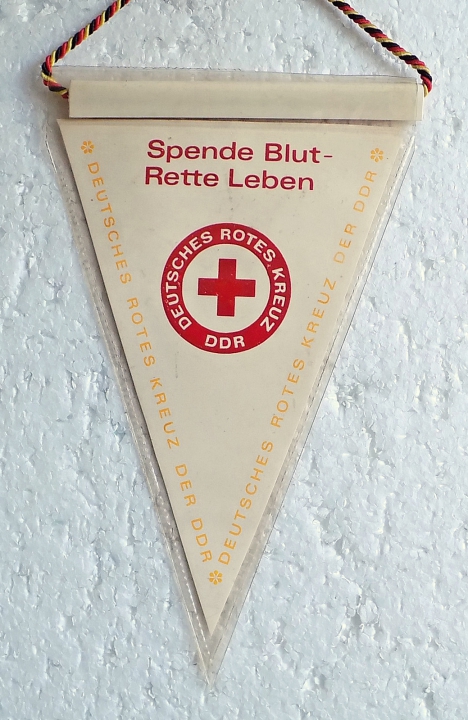 Spende Blut-
Rette Leben
DEUTSCHES ROTES KREUZ
DDR
DEUTSCHES ROTES KREUZ DER DDR
DEUTSCHES ROTES KREUZ DER DDR